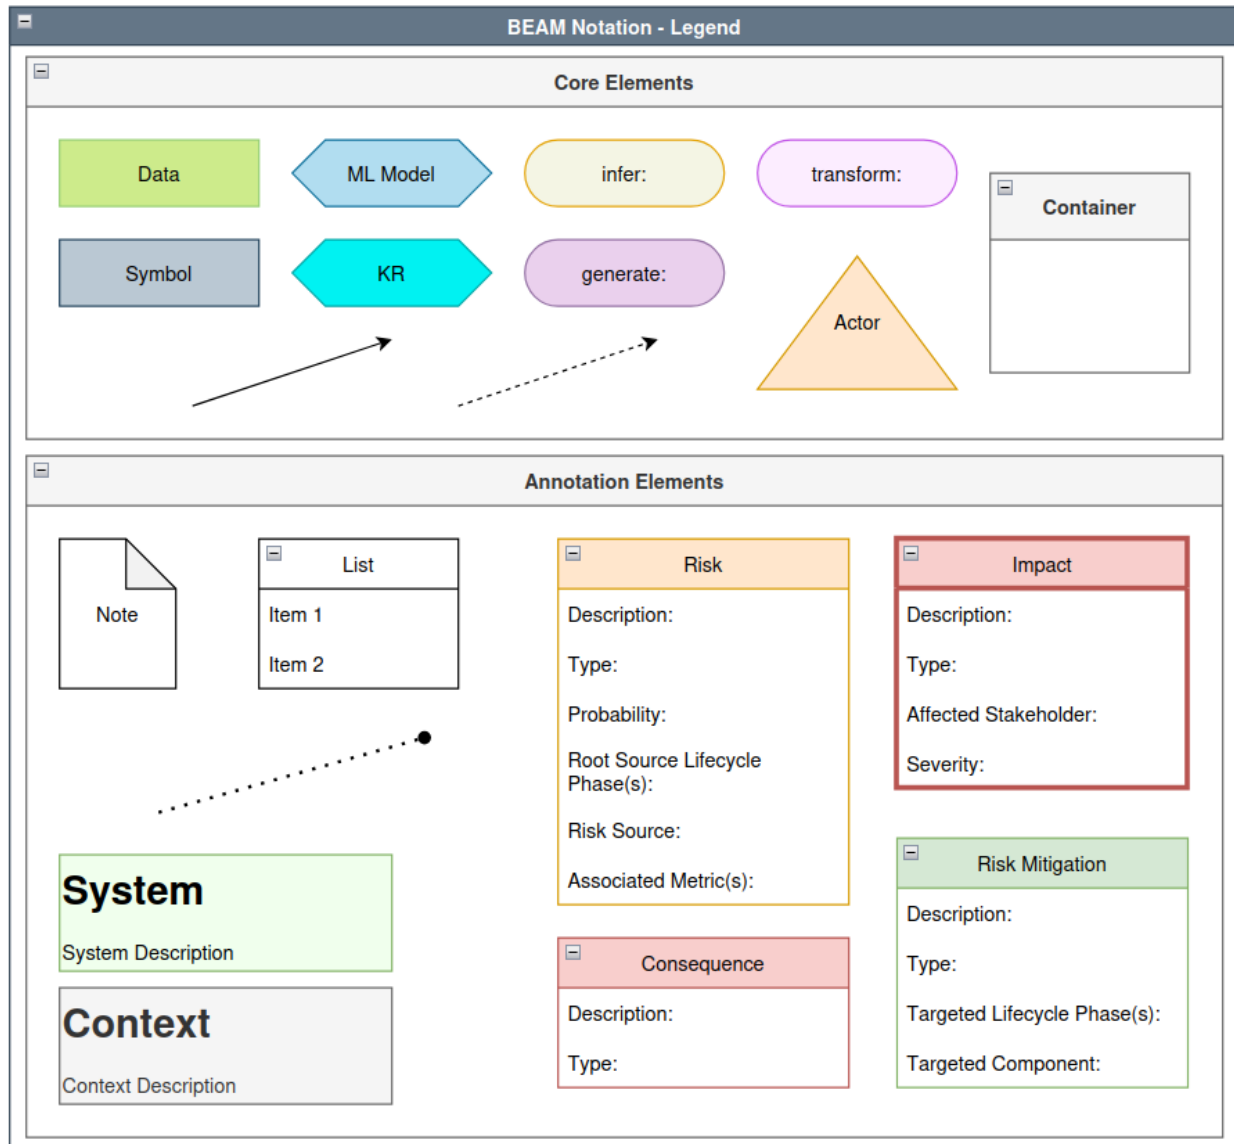 BEAM Notation - Legend
Core Elements
Data
ML Model
infer:
transform:
Container
Symbol
KR
generate:
Actor
Annotation Elements
Note
List
Item 1
Item 2
Risk
Description:
Type:
Probability:
Root Source Lifecycle
Phase(s):
Risk Source:
Associated Metric(s):
Impact
Description:
Type:
Affected Stakeholder:
Severity:
System
System Description
Context
Context Description
Consequence
Description:
Type:
Risk Mitigation
Description:
Type:
Targeted Lifecycle Phase(s):
Targeted Component: